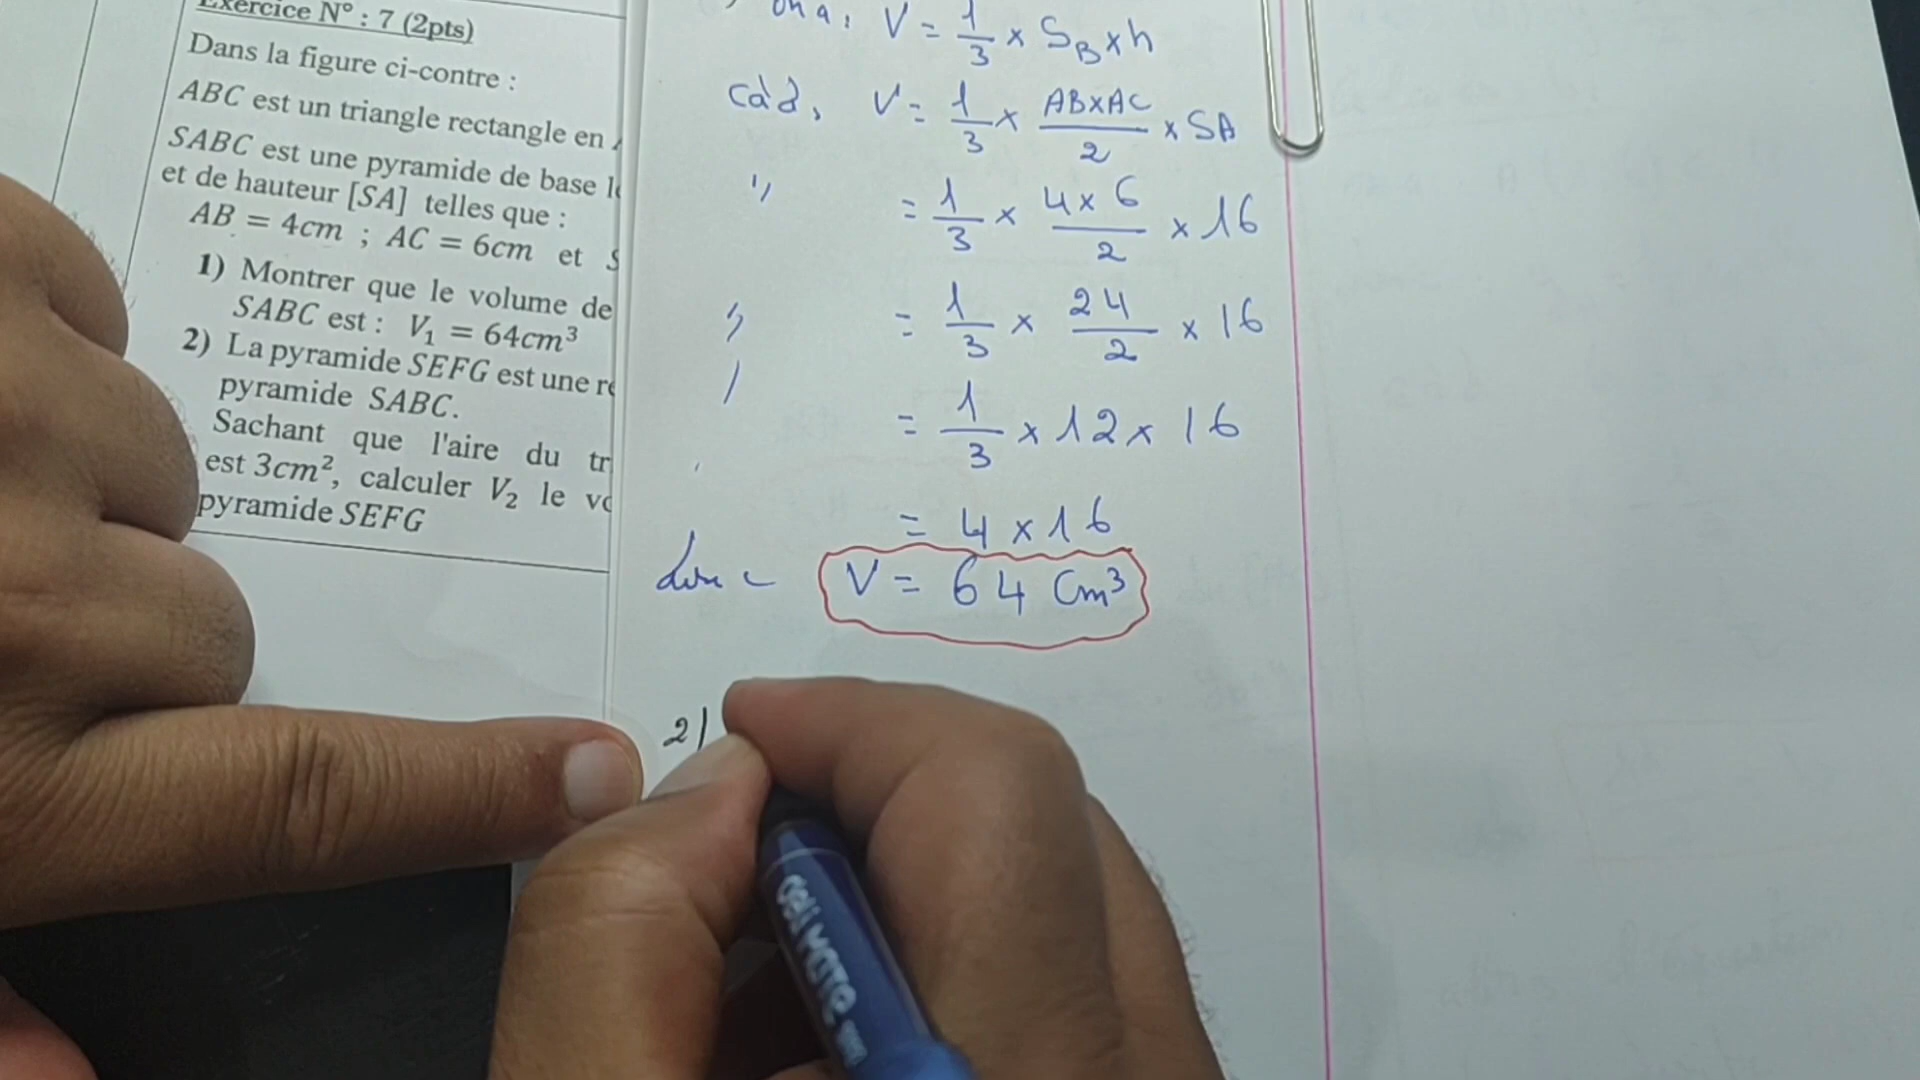 Exercice N° : 7 (2pts)
Dans la figure ci-contre :
ABC est un triangle rectangle en
SABC est une pyramide de base
et de hauteur [SA] telles que :
AB = 4cm ; AC = 6cm et
1) Montrer que le volume de
SABC est : V₁ = 64cm³
2) La pyramide SEFG est une
pyramide SABC.
Sachant que l'aire du
est 3cm², calculer V₂ le
pyramide SEFG
on a : V = 1/3 × S_B × h
càd, V = 1/3 × (AB×AC)/2 × SA
" = 1/3 × (4×6)/2 × 16
" = 1/3 × 24/2 × 16
= 1/3 × 12 × 16
= 4 × 16
donc V = 64 Cm³
2)
cell MATE